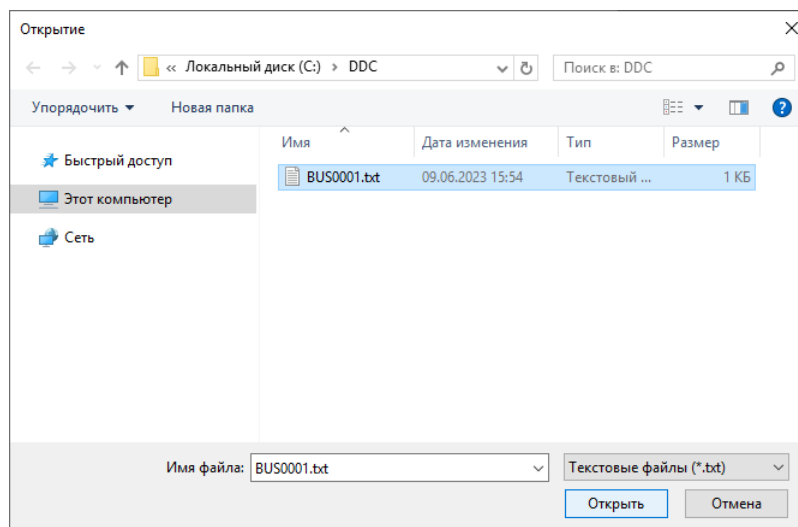 Открытие
« Локальный диск (C:) › DDC
Поиск в: DDC
Упорядочить
Новая папка
?
Имя
Дата изменения
Тип
Размер
Быстрый доступ
Этот компьютер
Сеть
BUS0001.txt
09.06.2023 15:54
Текстовый ...
1 КБ
Имя файла:
BUS0001.txt
Текстовые файлы (*.txt)
Открыть
Отмена